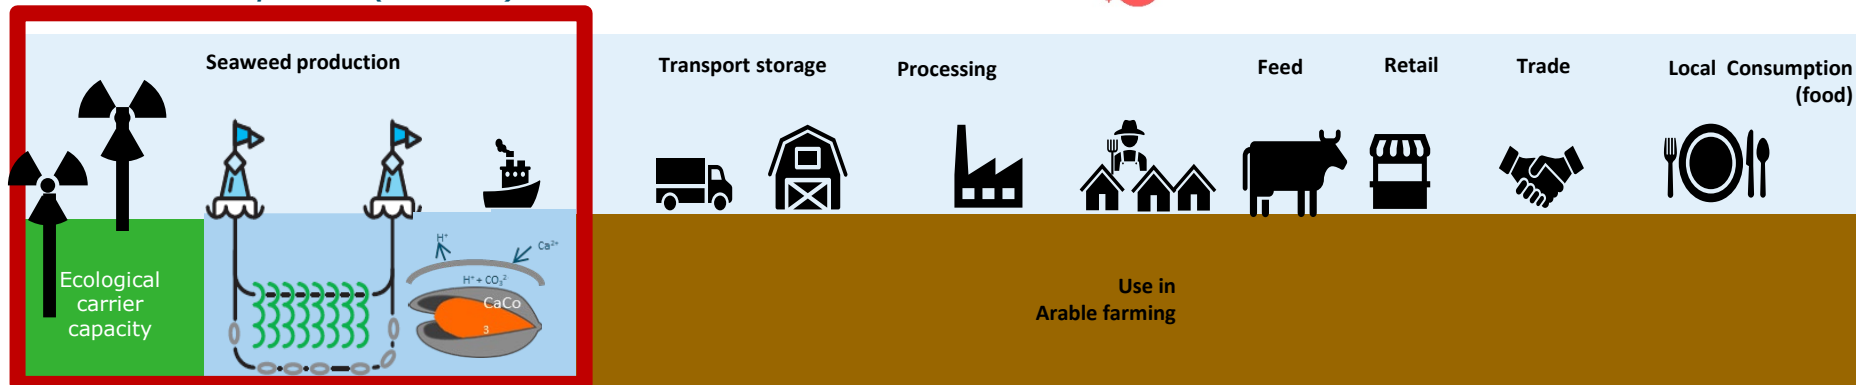 Seaweed production
Transport storage
Processing
Feed
Retail
Trade
Local Consumption
(food)
Ecological
carrier
capacity
H⁺
Ca²⁺
H⁺ + CO₃²
CaCo
3
Use in
Arable farming